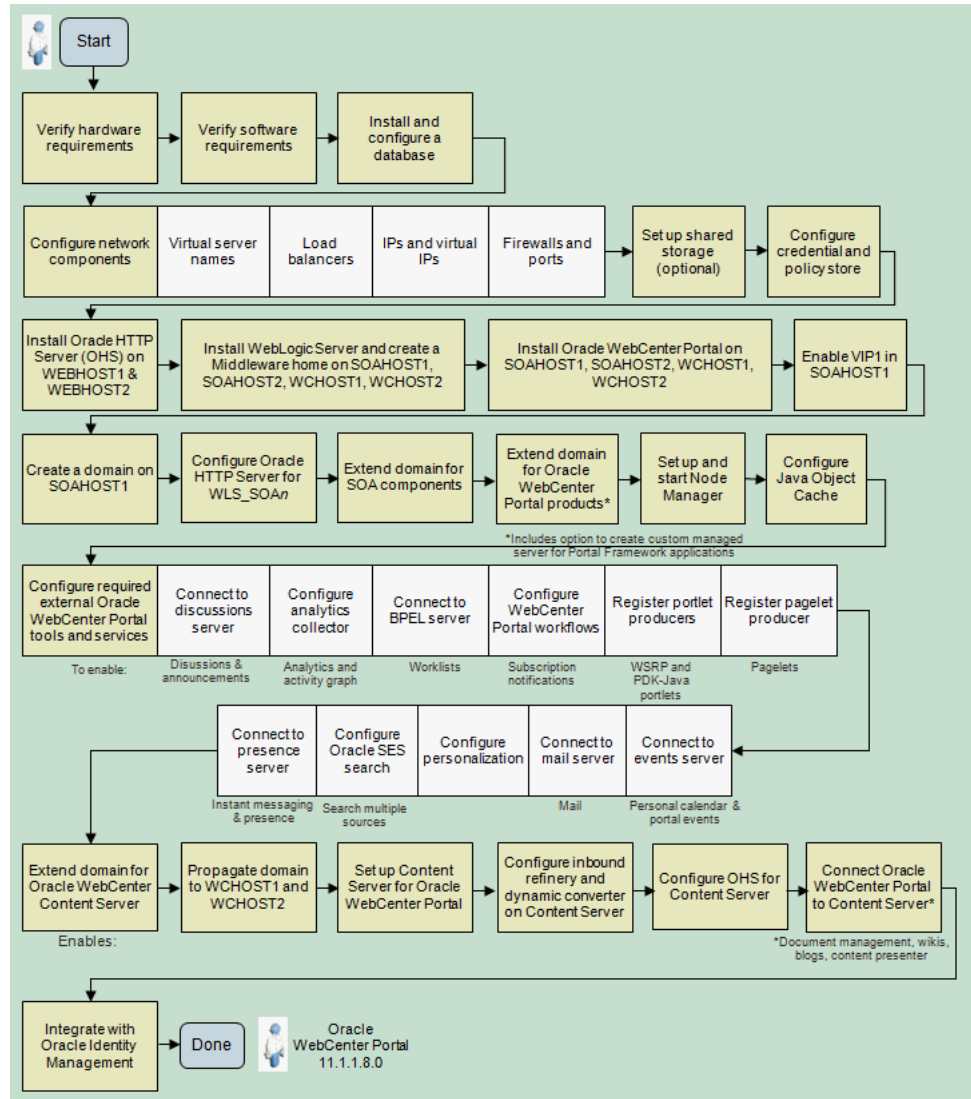 Start
Verify hardware
requirements
Verify software
requirements
Install and
configure a
database
Configure network
components
Virtual server
names
Load
balancers
IPs and virtual
IPs
Firewalls and
ports
Set up shared
storage
(optional)
Configure
credential and
policy store
Install Oracle HTTP
Server (OHS) on
WEBHOST1 &
WEBHOST2
Install WebLogic Server and create a
Middleware home on SOAHOST1,
SOAHOST2, WCHOST1, WCHOST2
Install Oracle WebCenter Portal on
SOAHOST1, SOAHOST2, WCHOST1,
WCHOST2
Enable VIP1 in
SOAHOST1
Create a domain on
SOAHOST1
Configure Oracle
HTTP Server for
WLS_SOAn
Extend domain for
SOA components
Extend domain
for Oracle
WebCenter
Portal products*
Set up and
start Node
Manager
Configure
Java Object
Cache
*Includes option to create custom managed
server for Portal Framework applications
Configure required
external Oracle
WebCenter Portal
tools and services
Connect to
discussions
server
Configure
analytics
collector
Connect to
BPEL server
Configure
WebCenter
Portal workflows
Register portlet
producers
Register pagelet
producer
To enable:
Disussions &
announcements
Analytics and
activity graph
Worklists
Subscription
notifications
WSRP and
PDK-Java
portlets
Pagelets
Connect to
presence
server
Configure
Oracle SES
search
Configure
personalization
Connect to
mail server
Connect to
events server
Instant messaging
& presence
Search multiple
sources
Mail
Personal calendar &
portal events
Extend domain for
Oracle WebCenter
Content Server
Propagate domain
to WCHOST1 and
WCHOST2
Set up Content
Server for Oracle
WebCenter Portal
Configure inbound
refinery and
dynamic converter
on Content Server
Configure OHS for
Content Server
Connect Oracle
WebCenter Portal
to Content Server*
Enables:
*Document management, wikis,
blogs, content presenter
Integrate with
Oracle Identity
Management
Done
Oracle
WebCenter Portal
11.1.1.8.0